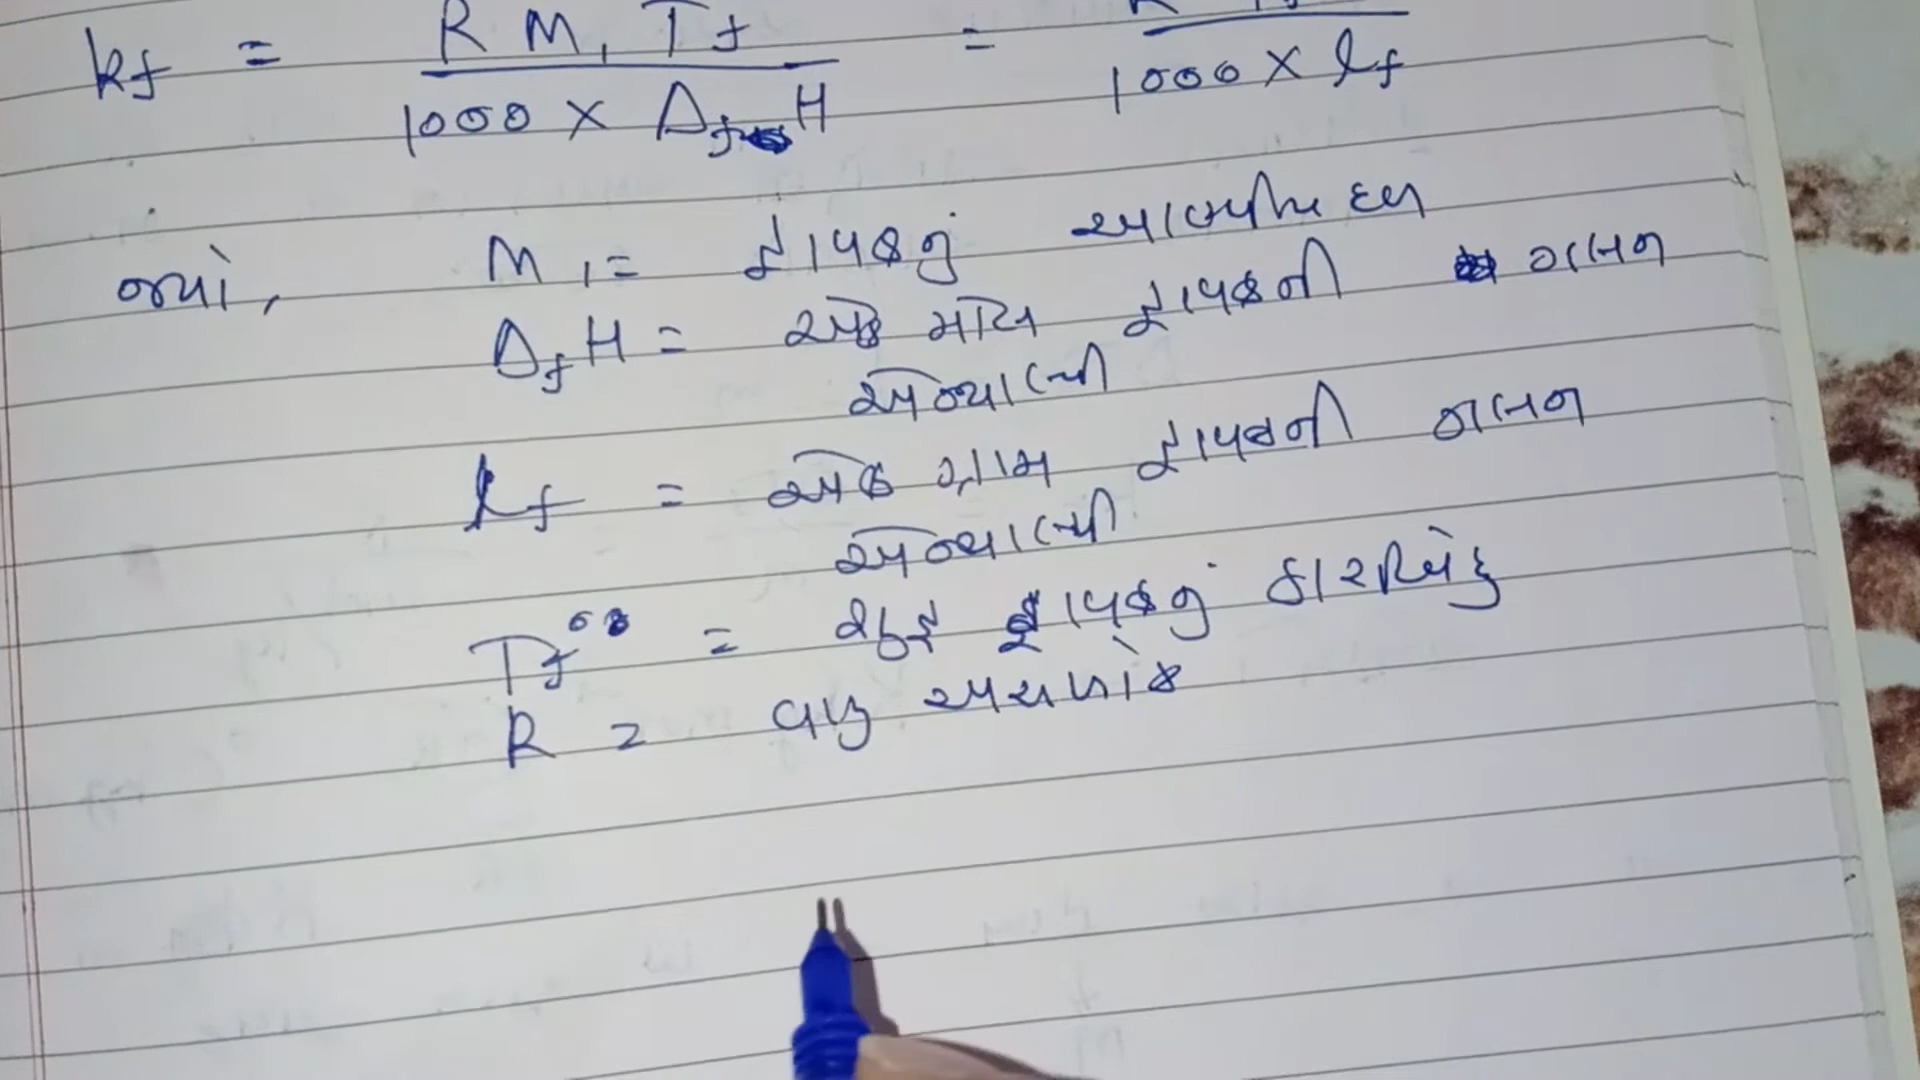 kf = R M₁ Tf / 1000 × ΔfH = R / 1000 × lf
જ્યાં, M₁ = દ્રાવકનું આણ્વીય દળ
ΔfH = એક મોલ દ્રાવકની ગલન
એન્થાલ્પી
lf = એક ગ્રામ દ્રાવકની ગલન
એન્થાલ્પી
Tf° = શુદ્ધ દ્રાવકનું ઠારબિંદુ
R = વાયુ અચળાંક